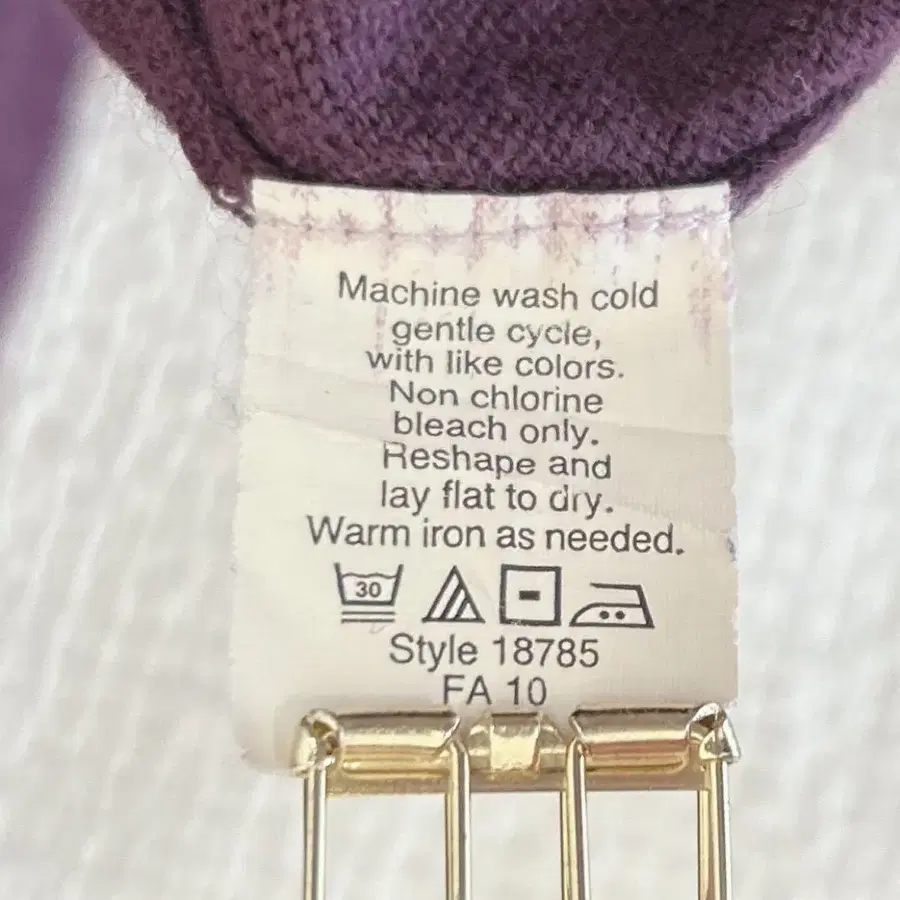 Machine wash cold
gentle cycle,
with like colors.
Non chlorine
bleach only.
Reshape and
lay flat to dry.
Warm iron as needed.
30
Style 18785
FA 10